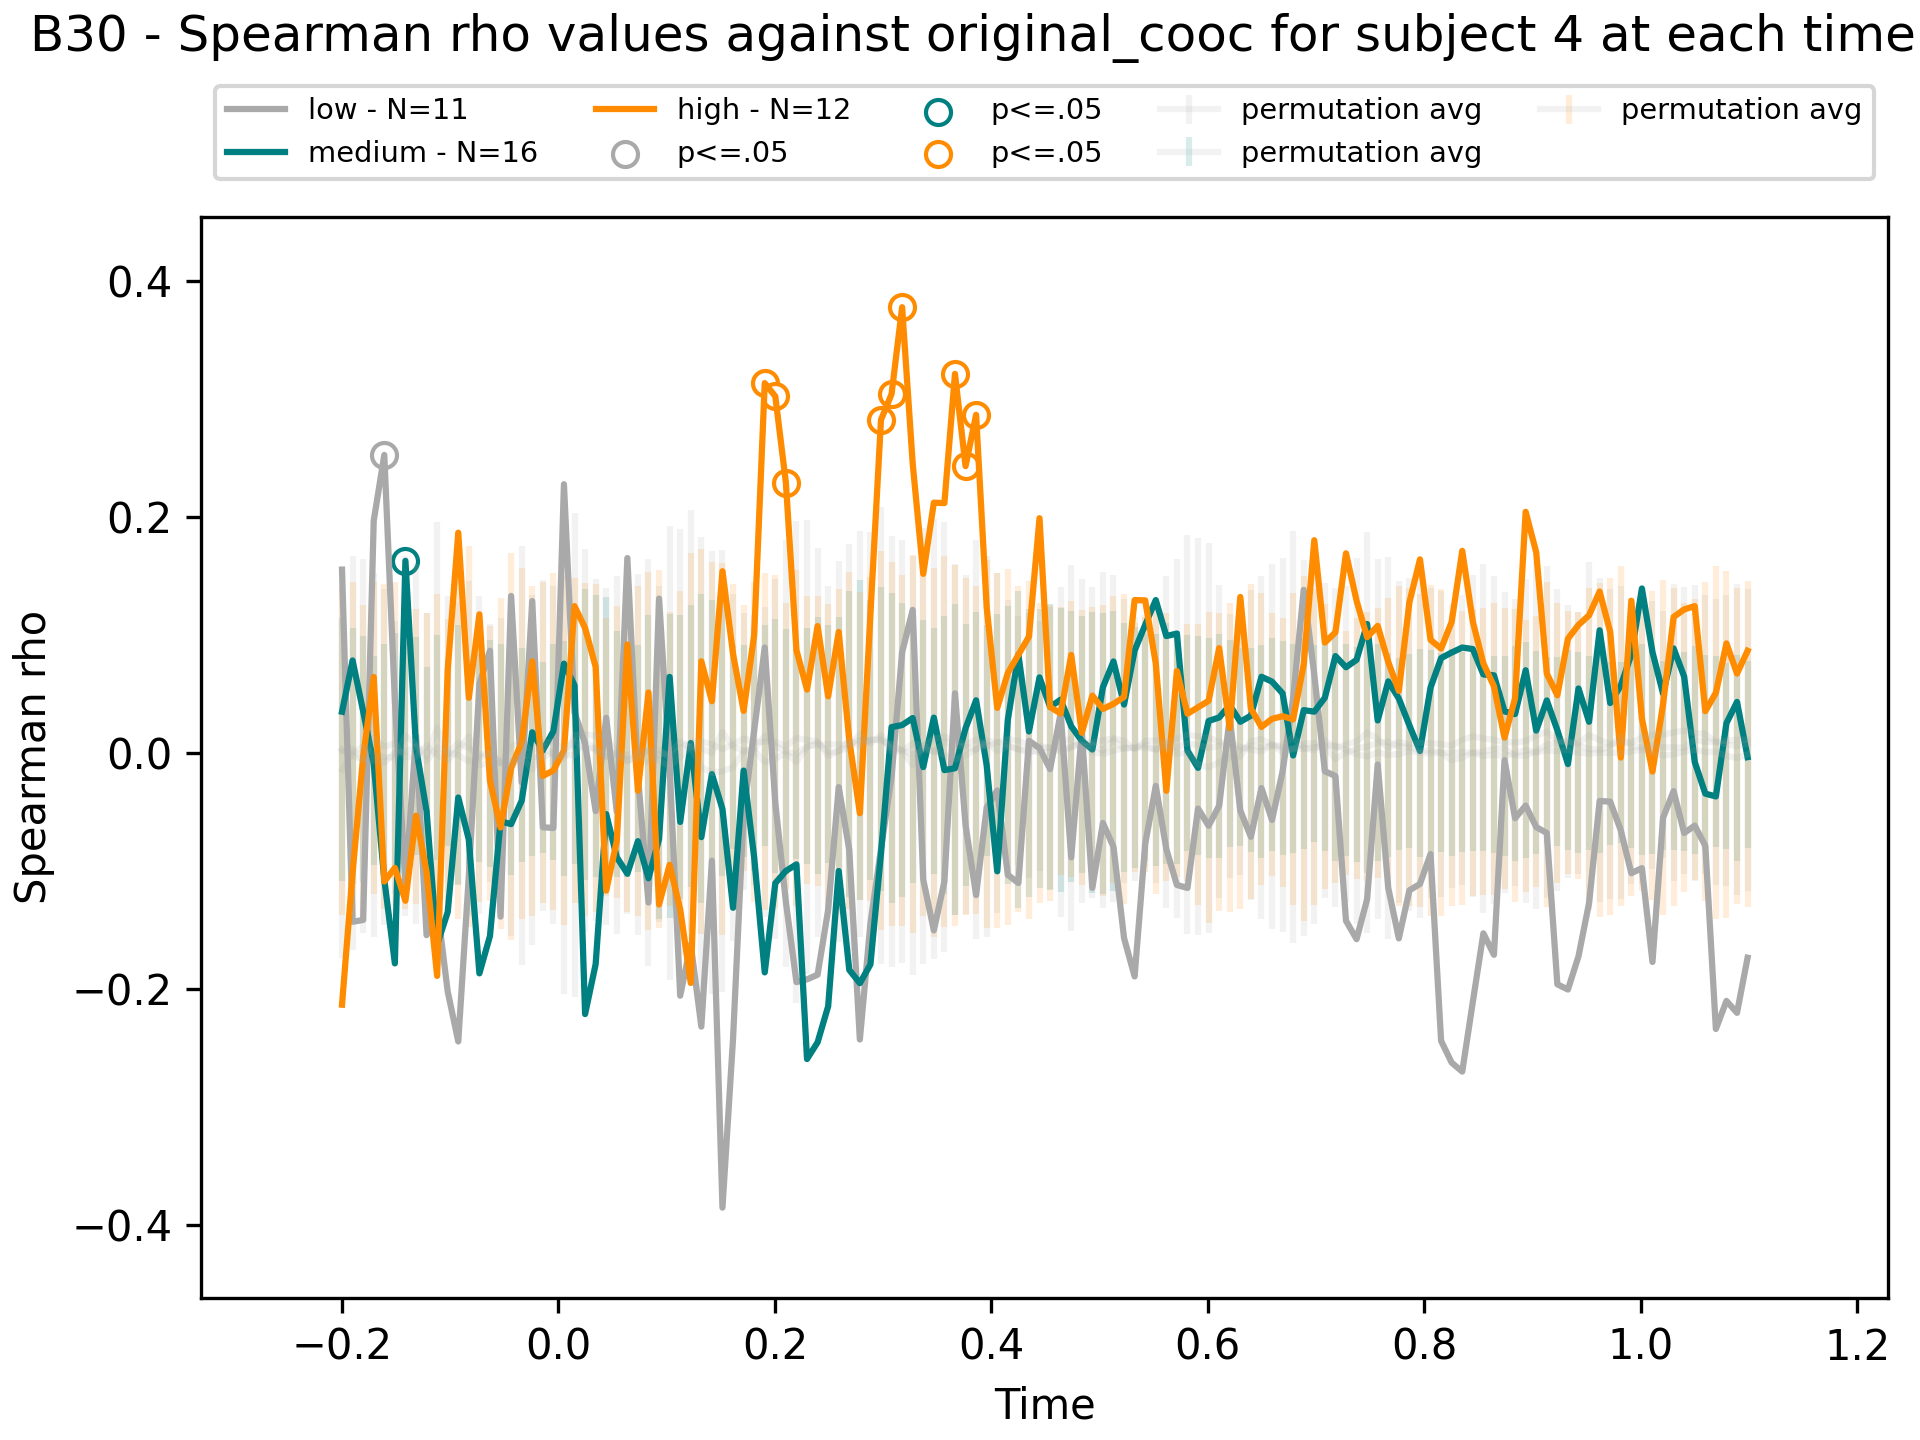 B30 - Spearman rho values against original_cooc for subject 4 at each time
low - N=11
medium - N=16
high - N=12
p<=.05
p<=.05
p<=.05
permutation avg
permutation avg
permutation avg
Spearman rho
0.4
0.2
0.0
−0.2
−0.4
−0.2 0.0 0.2 0.4 0.6 0.8 1.0 1.2
Time